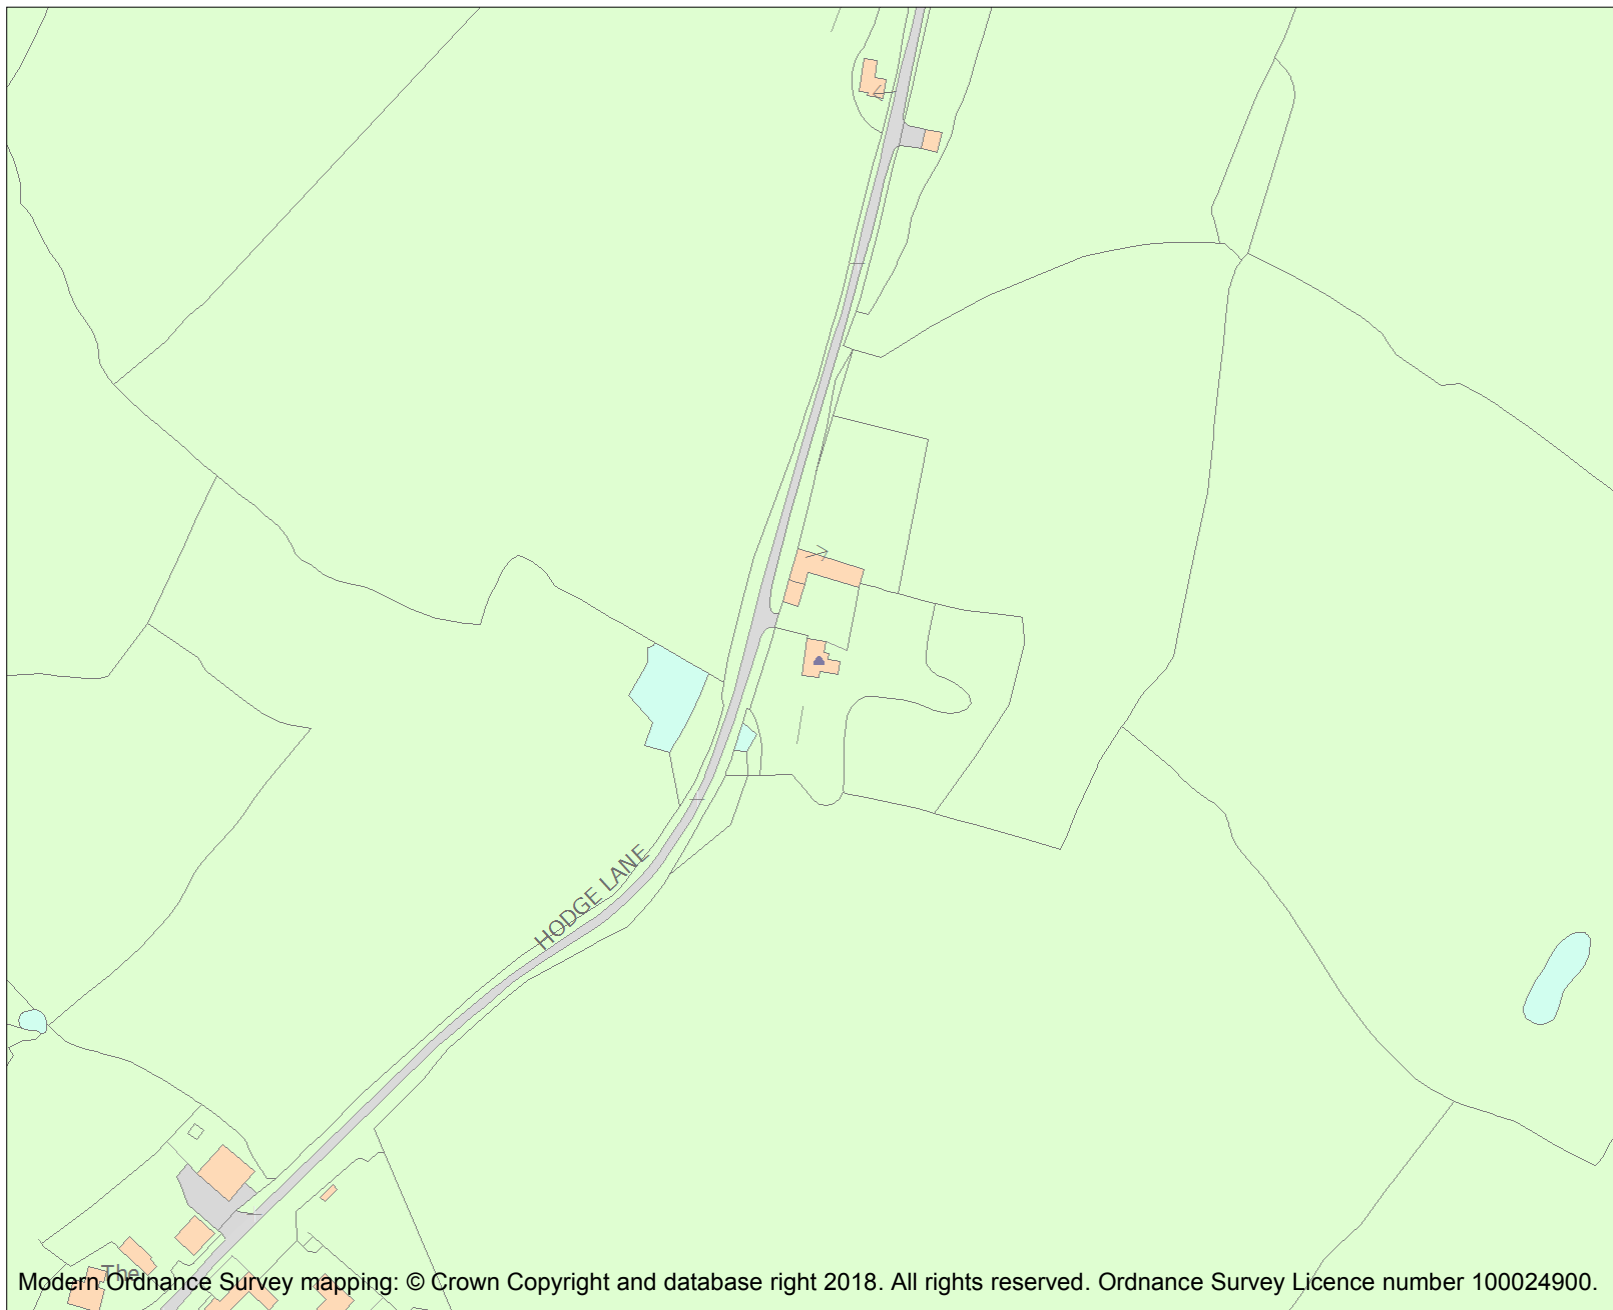 HODGE LANE
The
Modern Ordnance Survey mapping: © Crown Copyright and database right 2018. All rights reserved. Ordnance Survey Licence number 100024900.